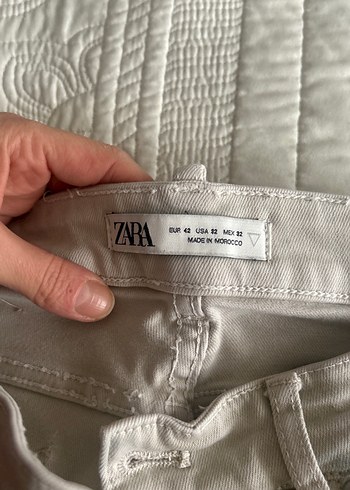 ZARA
EUR 42 USA 32 MEX 32
MADE IN MOROCCO